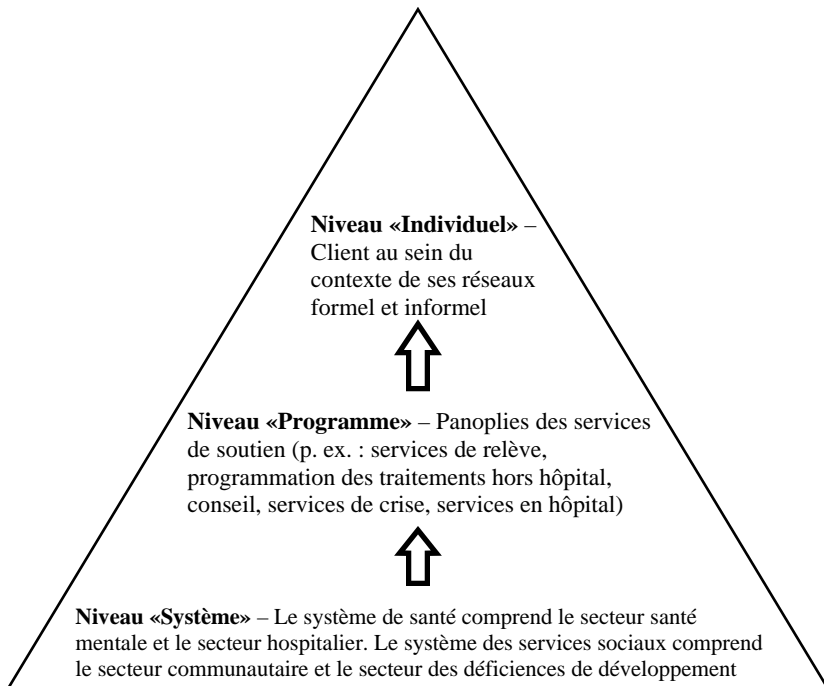 Niveau «Individuel» –
Client au sein du
contexte de ses réseaux
formel et informel
Niveau «Programme» – Panoplies des services
de soutien (p. ex. : services de relève,
programmation des traitements hors hôpital,
conseil, services de crise, services en hôpital)
Niveau «Système» – Le système de santé comprend le secteur santé
mentale et le secteur hospitalier. Le système des services sociaux comprend
le secteur communautaire et le secteur des déficiences de développement